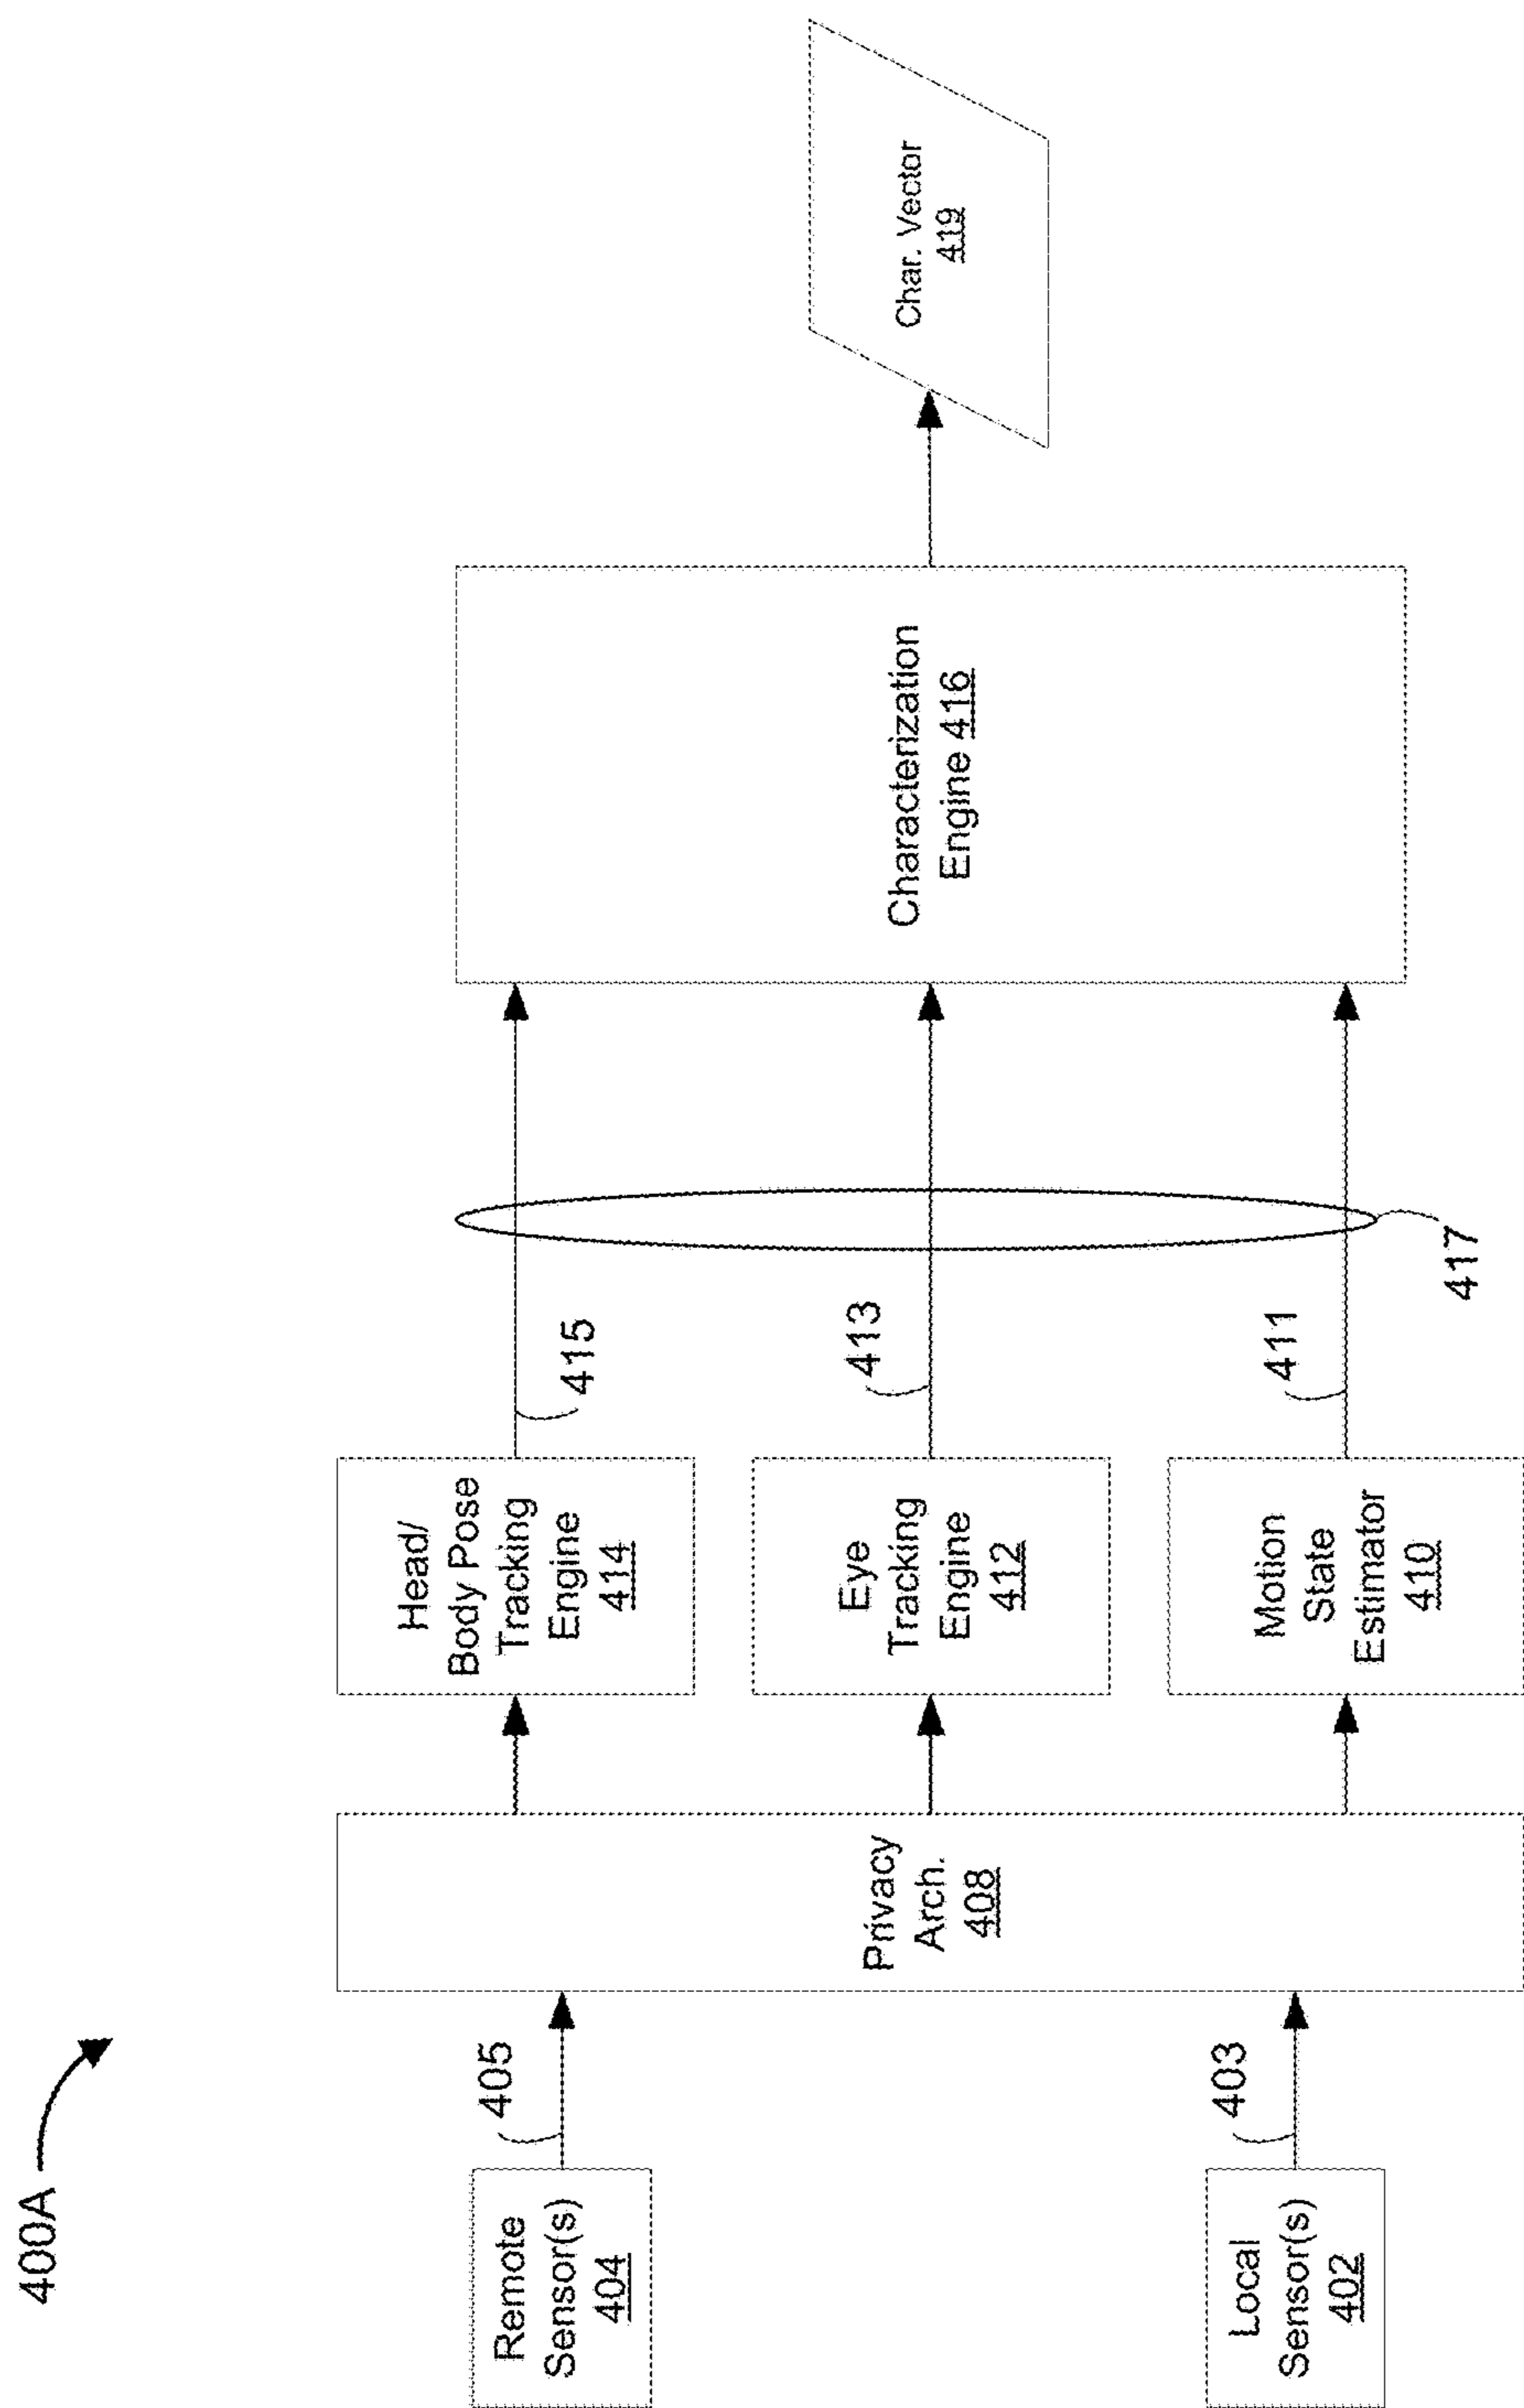 400A
Remote
Sensor(s)
404
405
Local
Sensor(s)
402
403
Privacy
Arch.
408
Head/
Body Pose
Tracking
Engine
414
415
Eye
Tracking
Engine
412
413
Motion
State
Estimator
410
411
417
Characterization
Engine 416
Char. Vector
419